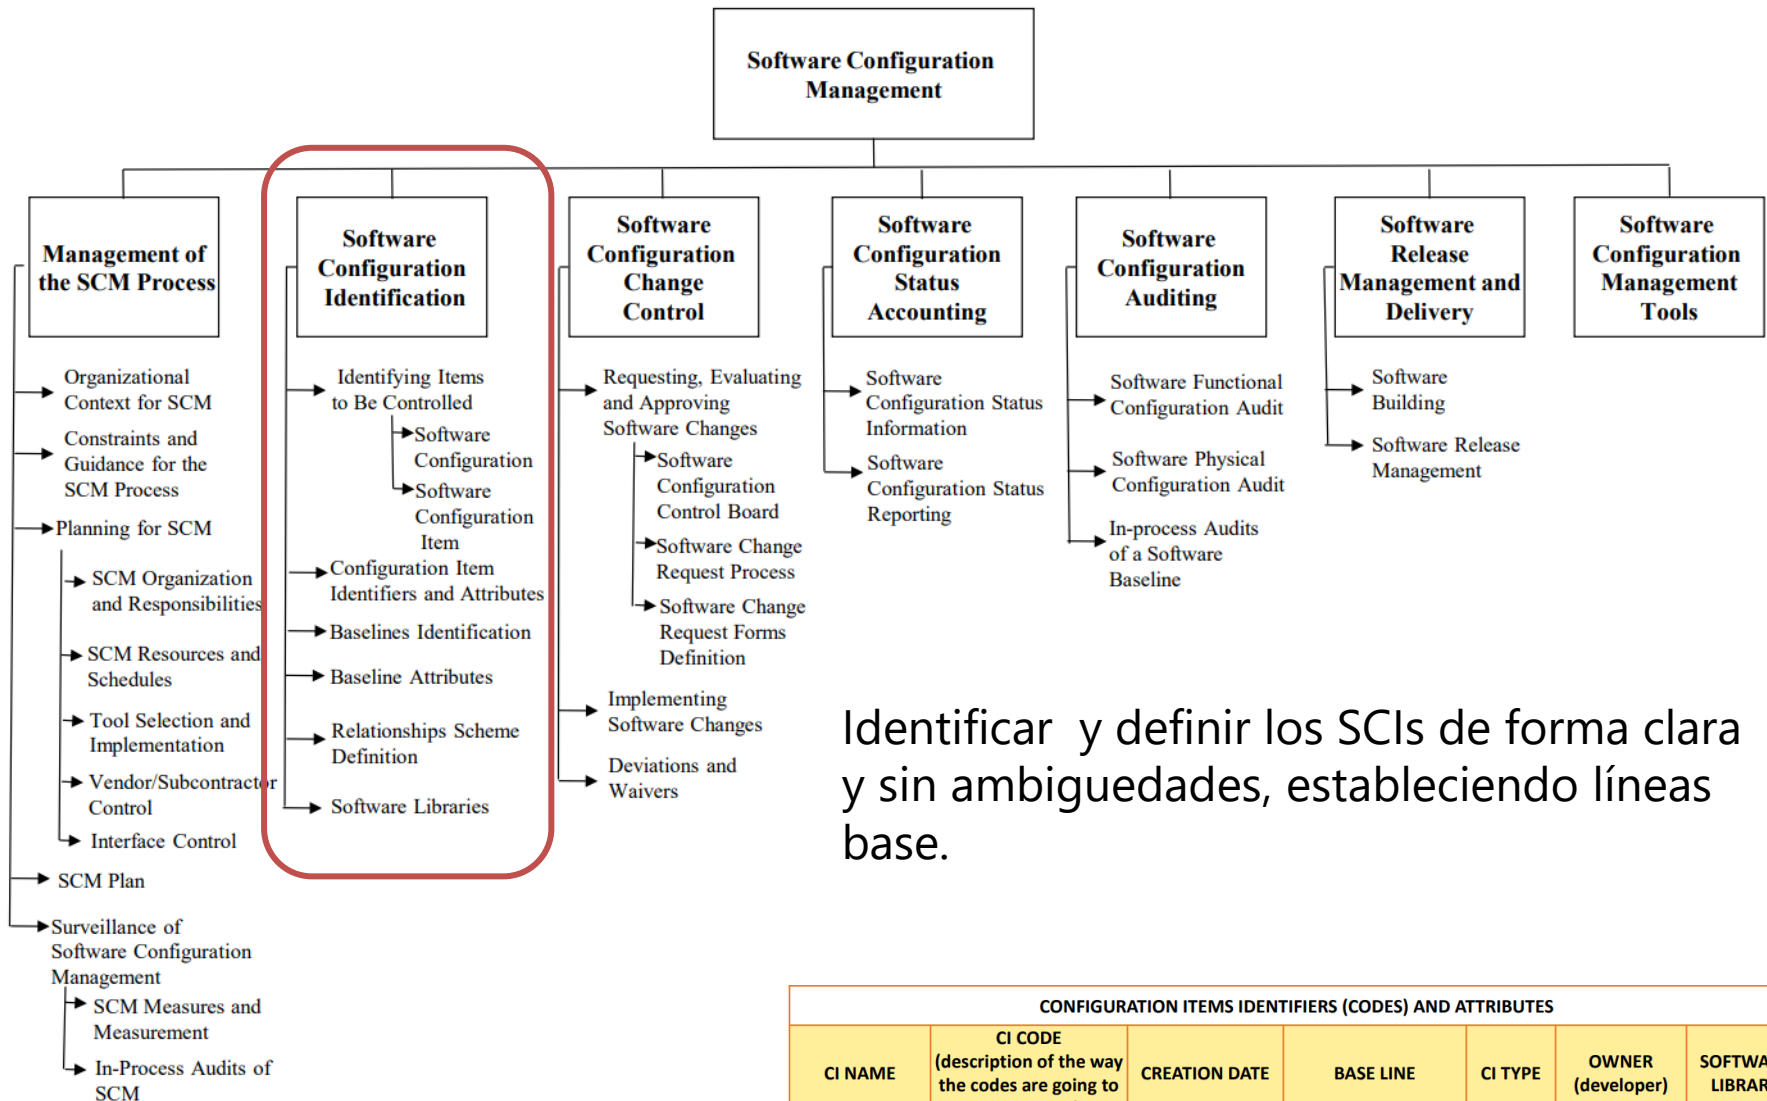 Software Configuration
Management
Management of
the SCM Process
Organizational
Context for SCM
Constraints and
Guidance for the
SCM Process
Planning for SCM
SCM Organization
and Responsibilities
SCM Resources and
Schedules
Tool Selection and
Implementation
Vendor/Subcontractor
Control
Interface Control
SCM Plan
Surveillance of
Software Configuration
Management
SCM Measures and
Measurement
In-Process Audits of
SCM
Software
Configuration
Identification
Identifying Items
to Be Controlled
Software
Configuration
Software
Configuration
Item
Configuration Item
Identifiers and Attributes
Baselines Identification
Baseline Attributes
Relationships Scheme
Definition
Software Libraries
Software
Configuration
Change
Control
Requesting, Evaluating
and Approving
Software Changes
Software
Configuration
Control Board
Software Change
Request Process
Software Change
Request Forms
Definition
Implementing
Software Changes
Deviations and
Waivers
Software
Configuration
Status
Accounting
Software
Configuration Status
Information
Software
Configuration Status
Reporting
Software
Configuration
Auditing
Software Functional
Configuration Audit
Software Physical
Configuration Audit
In-process Audits
of a Software
Baseline
Software
Release
Management and
Delivery
Software
Building
Software Release
Management
Software
Configuration
Management
Tools
Identificar y definir los SCIs de forma clara
y sin ambiguedades, estableciendo líneas
base.
CONFIGURATION ITEMS IDENTIFIERS (CODES) AND ATTRIBUTES
CI NAME
CI CODE
(description of the way
the codes are going to
CREATION DATE
BASE LINE
CI TYPE
OWNER
(developer)